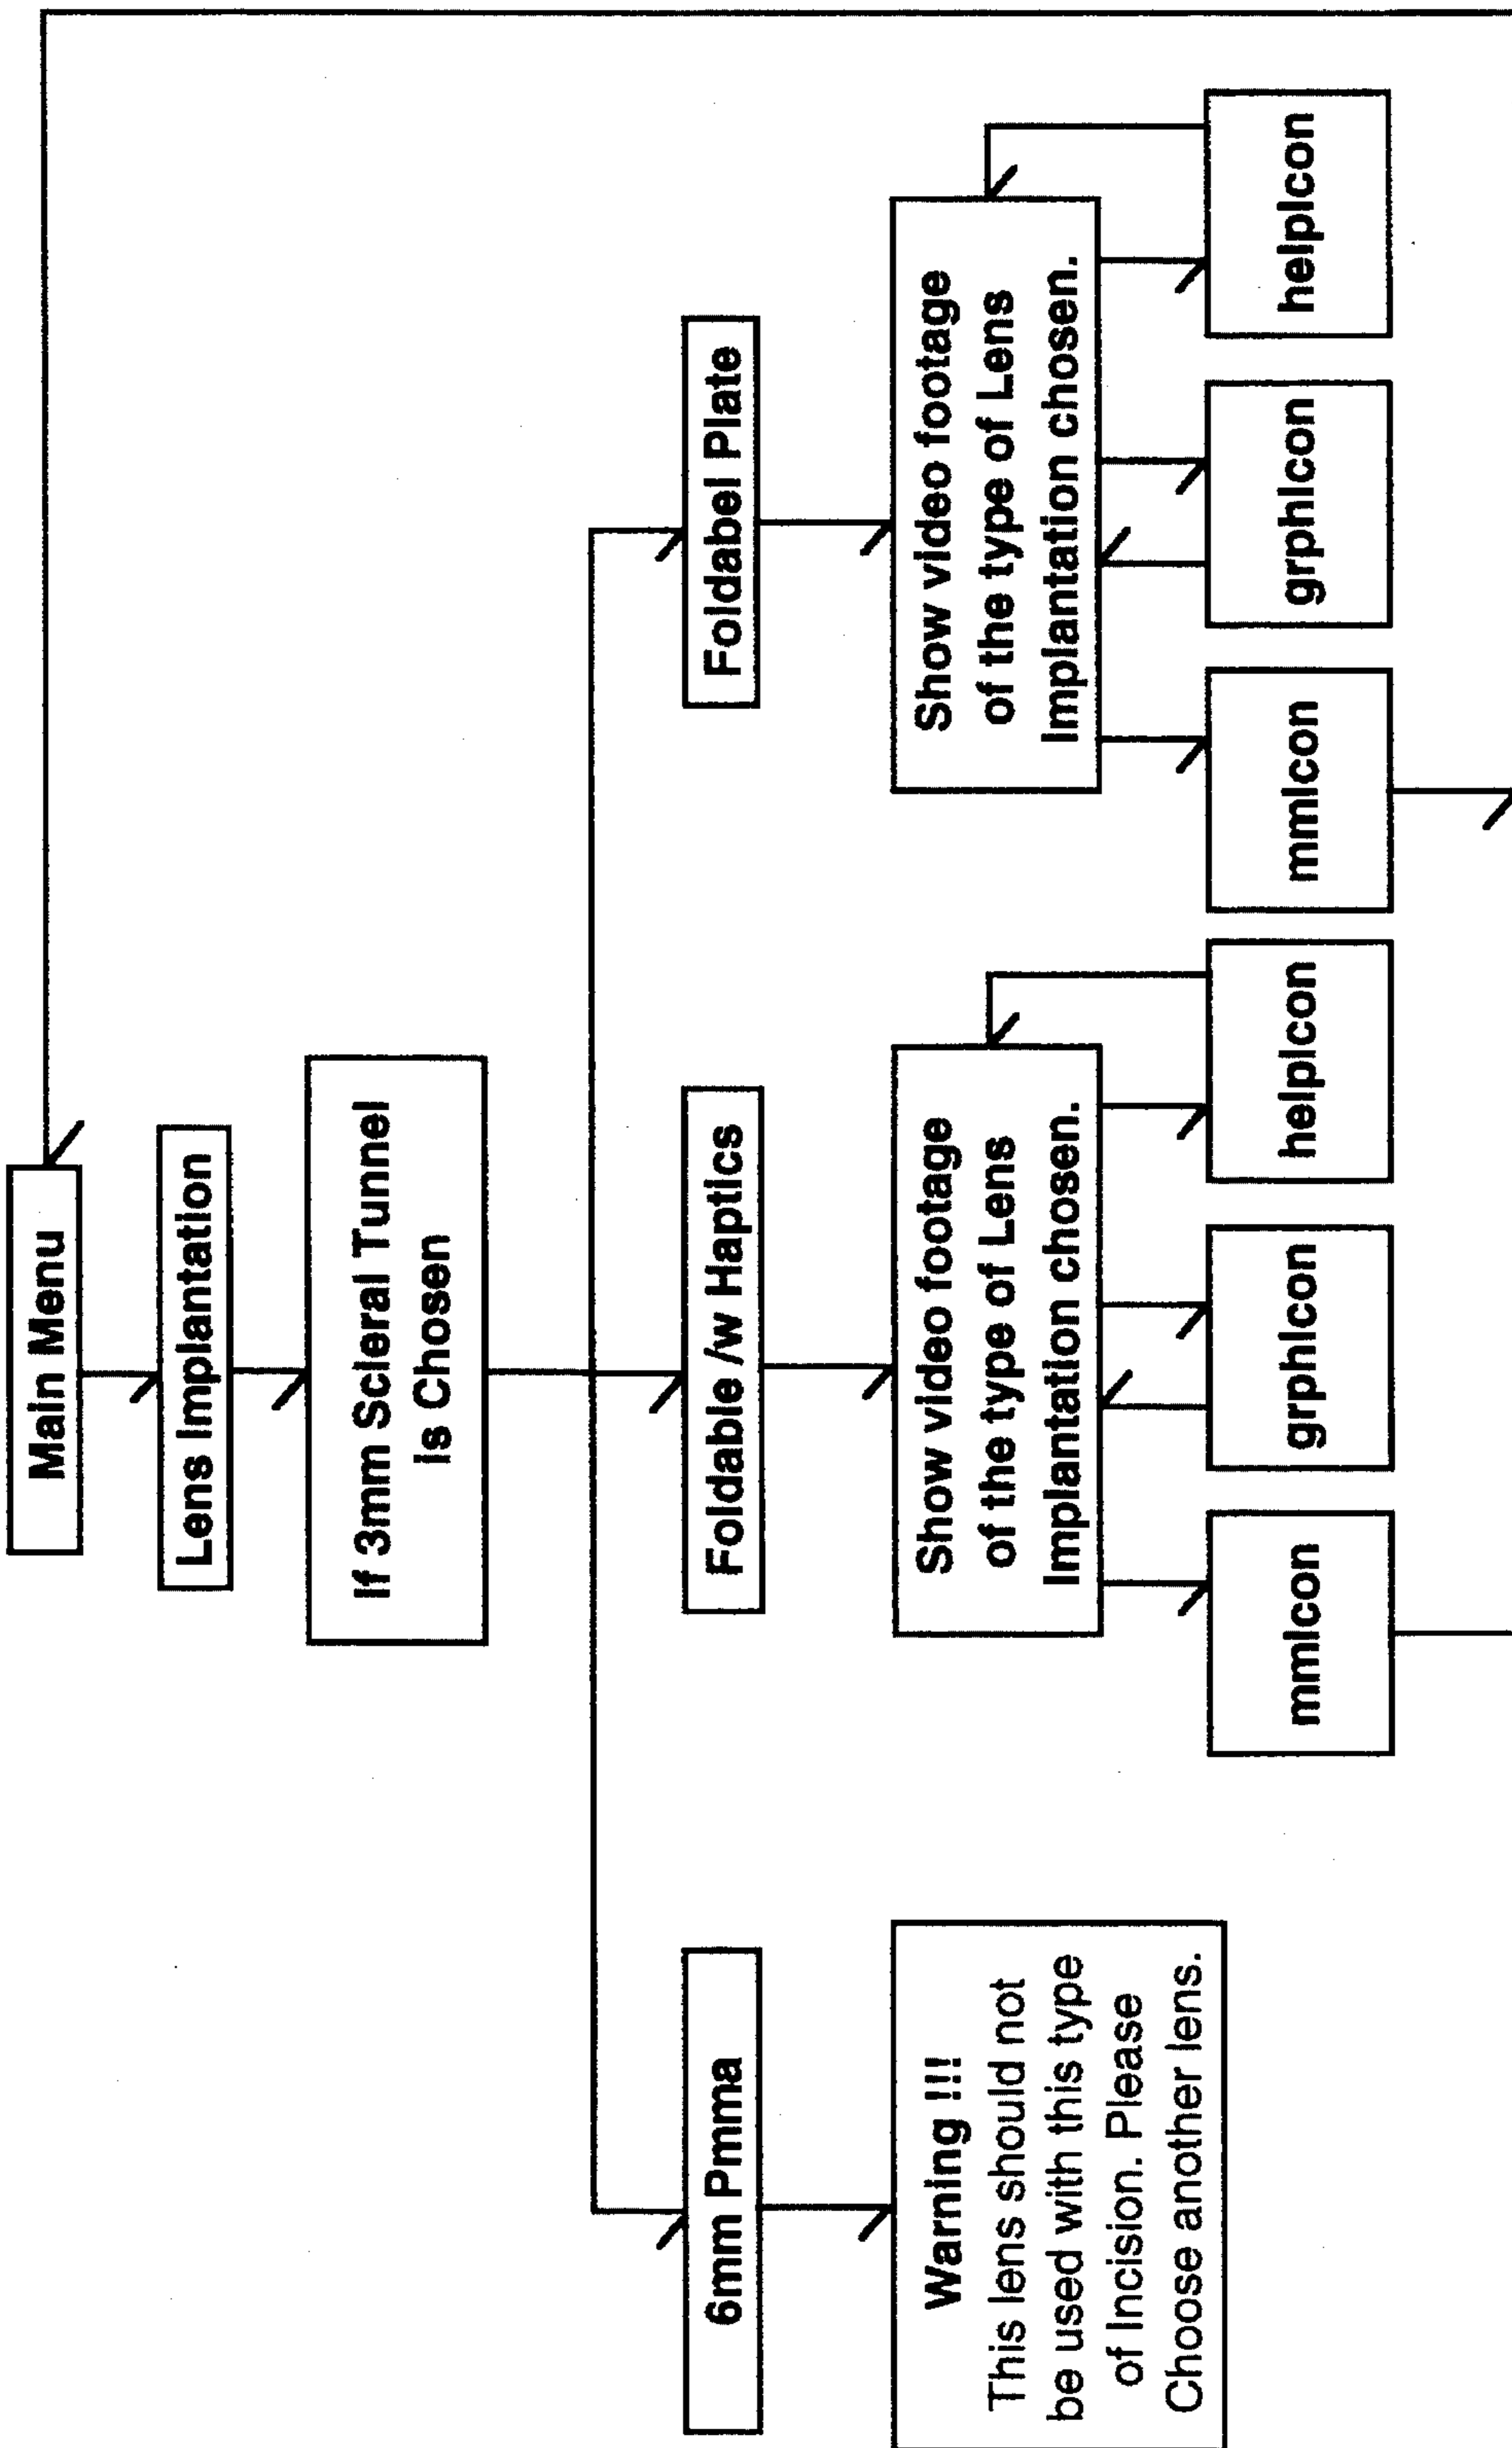 Main Menu
Lens Implantation
If 3mm Scleral Tunnel
is Chosen
6mm Pmma
Foldable /w Haptics
Foldabel Plate
Warning !!!
This lens should not
be used with this type
of Incision. Please
Choose another lens.
Show video footage
of the type of Lens
Implantation chosen.
Show video footage
of the type of Lens
Implantation chosen.
mmIcon
grphIcon
helpIcon
mmIcon
grphIcon
helpIcon